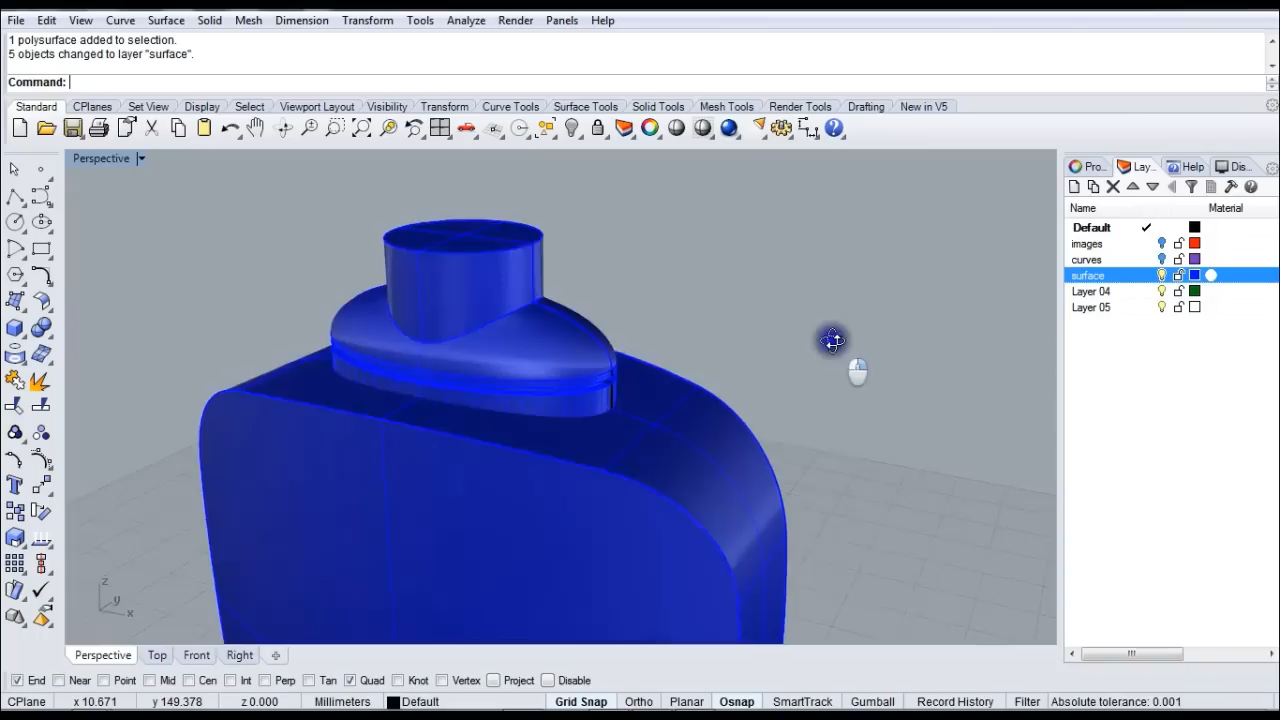 File Edit View Curve Surface Solid Mesh Dimension Transform Tools Analyze Render Panels Help
1 polysurface added to selection.
5 objects changed to layer "surface".
Command:
Standard CPlanes Set View Display Select Viewport Layout Visibility Transform Curve Tools Surface Tools Solid Tools Mesh Tools Render Tools Drafting New in V5
Perspective
Pro... Lay... Help Dis...
Name Material
Default
images
curves
surface
Layer 04
Layer 05
z
y
x
Perspective Top Front Right
End Near Point Mid Cen Int Perp Tan Quad Knot Vertex Project Disable
CPlane x 10.671 y 149.378 z 0.000 Millimeters Default Grid Snap Ortho Planar Osnap SmartTrack Gumball Record History Filter Absolute tolerance: 0.001